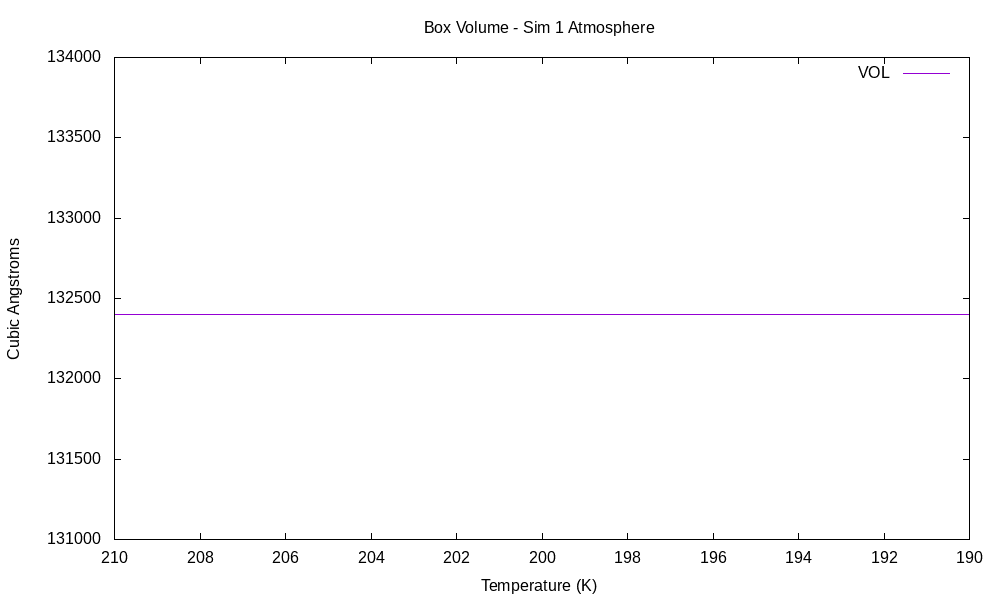 Box Volume - Sim 1 Atmosphere
VOL
134000
133500
133000
132500
132000
131500
131000
Cubic Angstroms
210 208 206 204 202 200 198 196 194 192 190
Temperature (K)